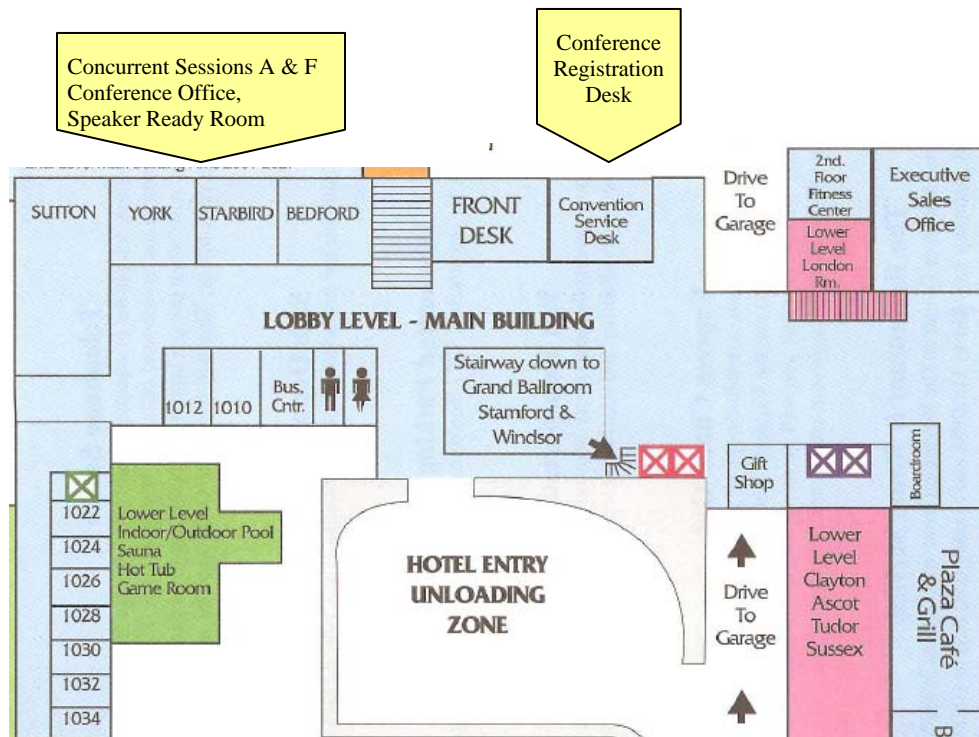 Concurrent Sessions A & F
Conference Office,
Speaker Ready Room
Conference
Registration
Desk
SUTTON
YORK
STARBIRD
BEDFORD
FRONT
DESK
Convention
Service
Desk
Drive
To
Garage
2nd.
Floor
Fitness
Center
Lower
Level
London
Rm.
Executive
Sales
Office
LOBBY LEVEL - MAIN BUILDING
1012
1010
Bus.
Cntr.
Stairway down to
Grand Ballroom
Stamford &
Windsor
Gift
Shop
Boardroom
1022
1024
1026
1028
1030
1032
1034
Lower Level
Indoor/Outdoor Pool
Sauna
Hot Tub
Game Room
HOTEL ENTRY
UNLOADING
ZONE
Drive
To
Garage
Lower
Level
Clayton
Ascot
Tudor
Sussex
Plaza Café
& Grill